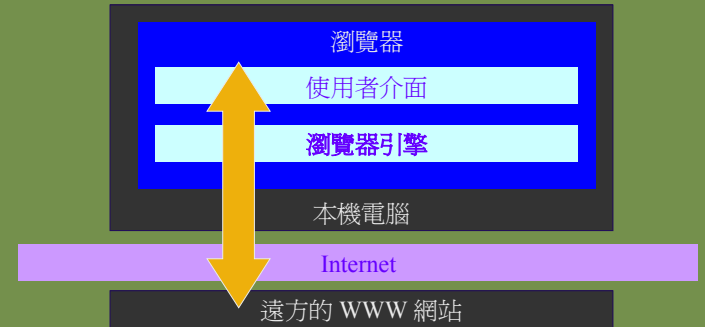 瀏覽器
使用者介面
瀏覽器引擎
本機電腦
Internet
遠方的 WWW 網站